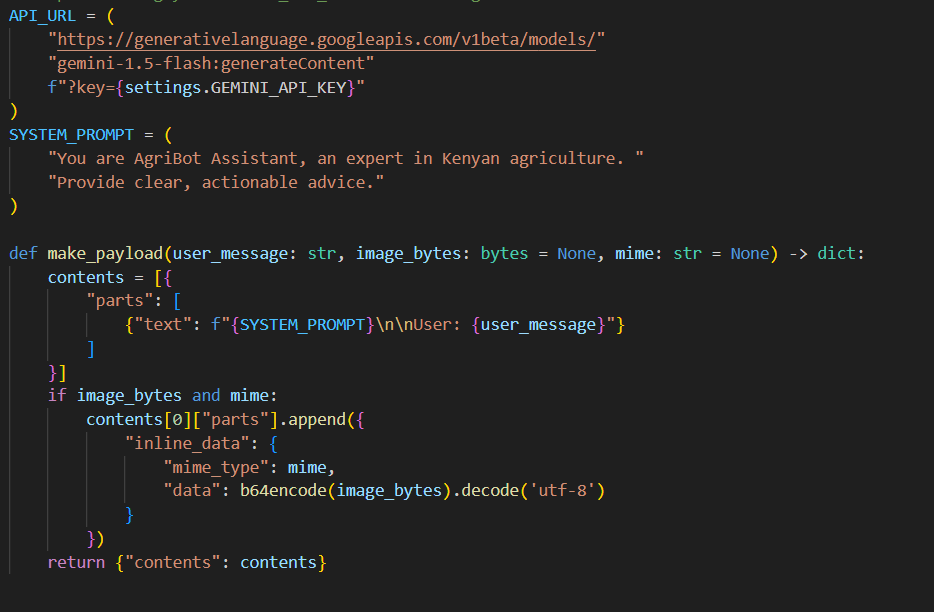 API_URL = (
    "https://generativelanguage.googleapis.com/v1beta/models/"
    "gemini-1.5-flash:generateContent"
    f"?key={settings.GEMINI_API_KEY}"
)
SYSTEM_PROMPT = (
    "You are AgriBot Assistant, an expert in Kenyan agriculture. "
    "Provide clear, actionable advice."
)

def make_payload(user_message: str, image_bytes: bytes = None, mime: str = None) -> dict:
    contents = [{
        "parts": [
            {"text": f"{SYSTEM_PROMPT}\n\nUser: {user_message}"}
        ]
    }]
    if image_bytes and mime:
        contents[0]["parts"].append({
            "inline_data": {
                "mime_type": mime,
                "data": b64encode(image_bytes).decode('utf-8')
            }
        })
    return {"contents": contents}